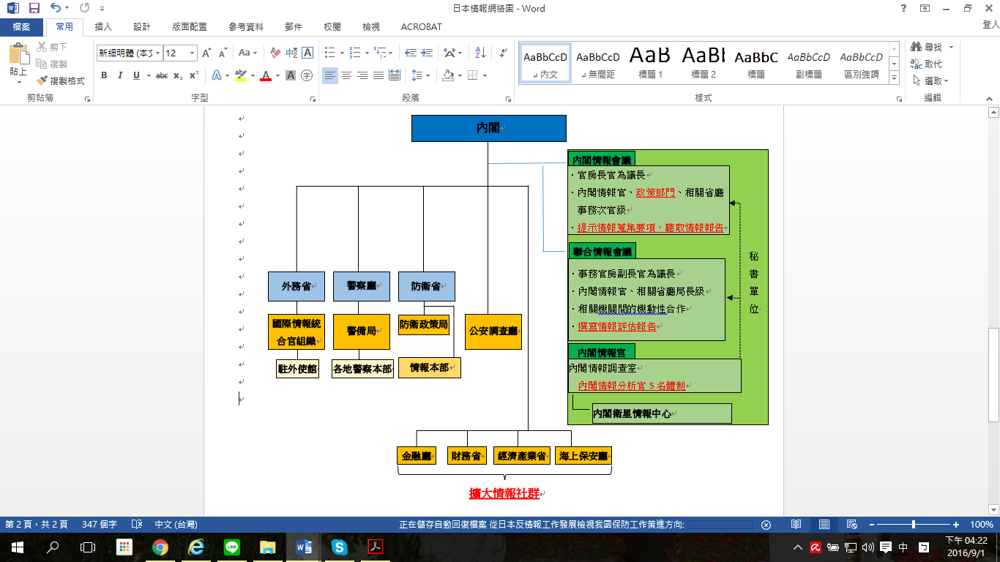 日本情報網絡圖 - Word
檔案
常用
插入
設計
版面配置
參考資料
郵件
校閱
檢視
ACROBAT
登入
貼上
剪下
複製
複製格式
剪貼簿
新細明體 (本文
12
字型
段落
AaBbCcD
內文
AaBbCcD
無間距
AaB
標題 1
AaBl
標題 2
AaBbC
標題
AaBbCcD
副標題
AaBbCcD
區別強調
樣式
尋找
取代
選取
編輯
內閣
內閣情報會議
·官房長官為議長
·內閣情報官、政策部門、相關省廳
事務次官級
·提示情報蒐集要項、聽取情報報告
聯合情報會議
·事務官房副長官為議長
·內閣情報官、相關省廳局長級
·相關機關間的機動性合作
·選寫情報評估報告
內閣情報官
內閣情報調查室
內閣情報分析官 5 名體制
內閣衛星情報中心
秘
書
單
位
外務省
警察廳
防衛省
國際情報統
合官組織
警備局
防衛政策局
公安調查廳
駐外使館
各地警察本部
情報本部
金融廳
財務省
經濟產業省
海上保安廳
擴大情報社群
第 2 頁，共 2 頁
347 個字
中文 (台灣)
正在儲存自動回復檔案 從日本反情報工作發展檢視我國保防工作策進方向:
100%
中
下午 04:22
2016/9/1